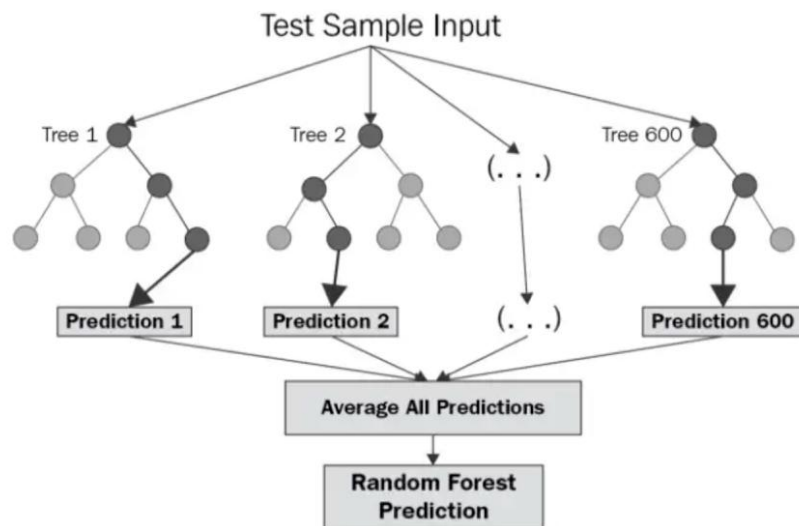 Test Sample Input
Tree 1
Tree 2
Tree 600
(. . .)
(. . .)
Prediction 1
Prediction 2
Prediction 600
Average All Predictions
Random Forest
Prediction